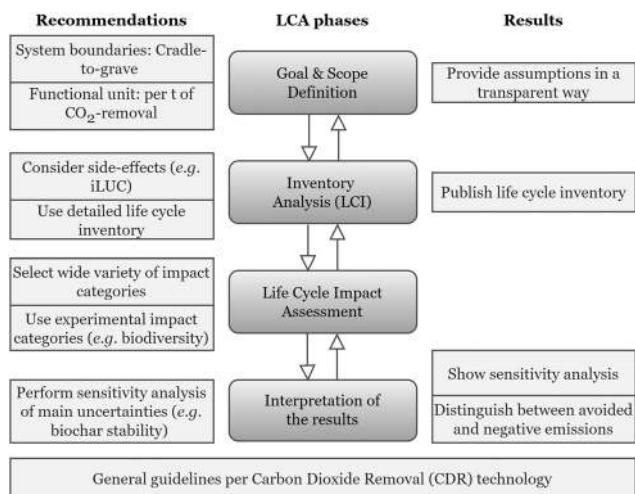 Recommendations
LCA phases
Results
System boundaries: Cradle-
to-grave
Functional unit: per t of
CO₂-removal
Goal & Scope
Definition
Provide assumptions in a
transparent way
Consider side-effects (e.g.
iLUC)
Use detailed life cycle
inventory
Inventory
Analysis (LCI)
Publish life cycle inventory
Select wide variety of impact
categories
Use experimental impact
categories (e.g. biodiversity)
Life Cycle Impact
Assessment
Perform sensitivity analysis
of main uncertainties (e.g.
biochar stability)
Interpretation of
the results
Show sensitivity analysis
Distinguish between avoided
and negative emissions
General guidelines per Carbon Dioxide Removal (CDR) technology